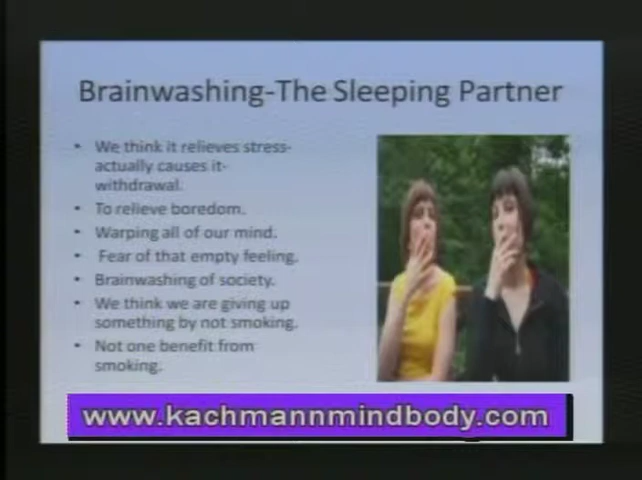 Brainwashing-The Sleeping Partner
• We think it relieves stress-
actually causes it-
withdrawal.
• To relieve boredom.
• Warping all of our mind.
• Fear of that empty feeling.
• Brainwashing of society.
• We think we are giving up
something by not smoking.
• Not one benefit from
smoking.
www.kachmannmindbody.com